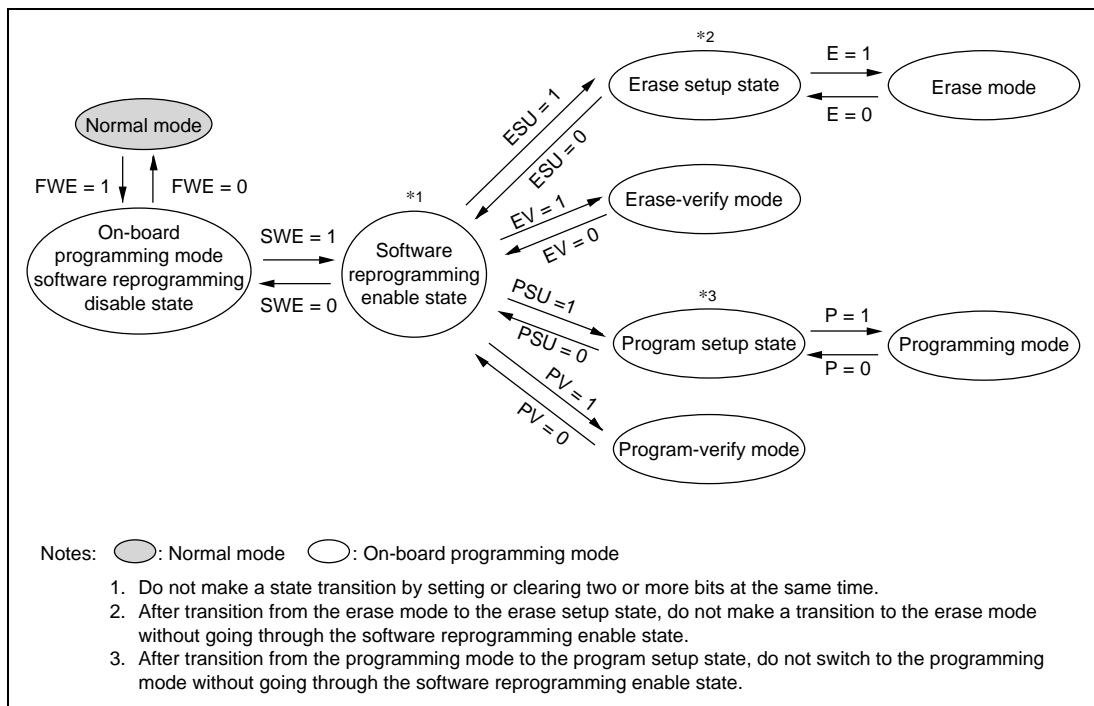 *2
Erase setup state
E = 1
E = 0
Erase mode
Normal mode
ESU = 1
ESU = 0
FWE = 1
FWE = 0
*1
EV = 1
EV = 0
Erase-verify mode
On-board
programming mode
software reprogramming
disable state
SWE = 1
SWE = 0
Software
reprogramming
enable state
PSU =1
PSU = 0
*3
Program setup state
P = 1
P = 0
Programming mode
PV = 1
PV = 0
Program-verify mode
Notes: : Normal mode : On-board programming mode
1. Do not make a state transition by setting or clearing two or more bits at the same time.
2. After transition from the erase mode to the erase setup state, do not make a transition to the erase mode
without going through the software reprogramming enable state.
3. After transition from the programming mode to the program setup state, do not switch to the programming
mode without going through the software reprogramming enable state.